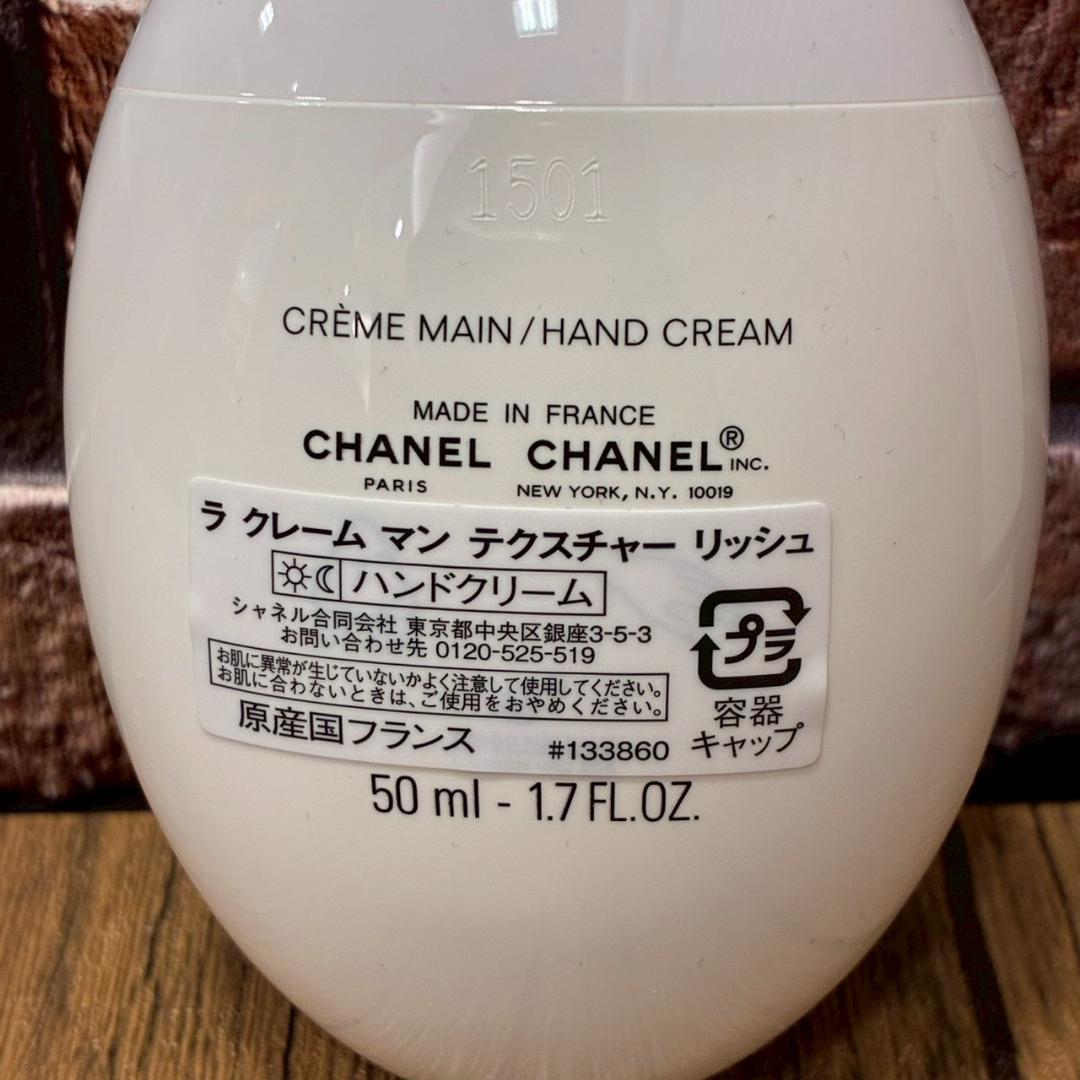 1501
CRÈME MAIN/HAND CREAM
MADE IN FRANCE
CHANEL CHANEL® INC.
PARIS NEW YORK, N.Y. 10019
ラ クレーム マン テクスチャー リッシュ
ハンドクリーム
シャネル合同会社 東京都中央区銀座3-5-3
お問い合わせ先 0120-525-519
お肌に異常が生じていないかよく注意して使用してください。
お肌に合わないときは、ご使用をおやめください。
原産国フランス #133860
プラ
容器
キャップ
50 ml - 1.7 FL.OZ.